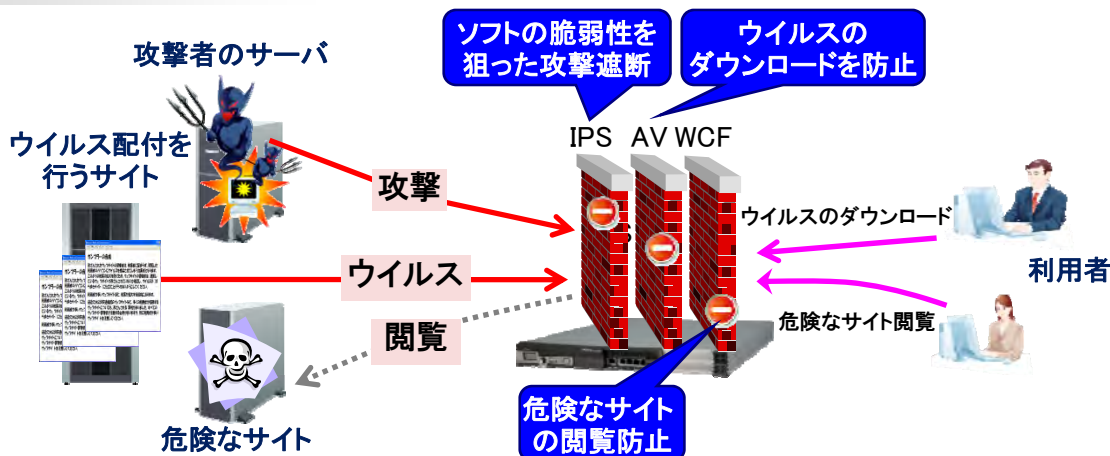 ソフトの脆弱性を
狙った攻撃遮断
ウイルスの
ダウンロードを防止
攻撃者のサーバ
IPS AV WCF
ウイルス配付を
行うサイト
攻撃
ウイルスのダウンロード
ウイルス
利用者
閲覧
危険なサイト閲覧
危険なサイト
の閲覧防止
危険なサイト